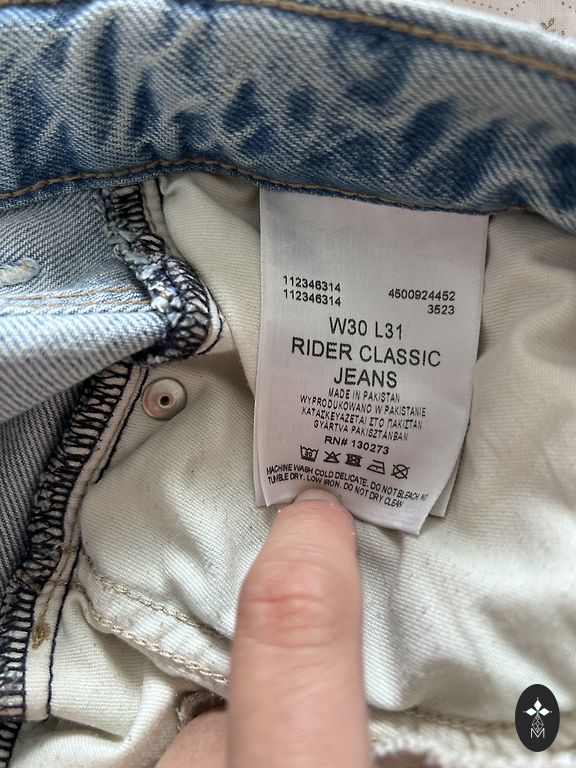 112346314
112346314
4500924452
3523
W30 L31
RIDER CLASSIC
JEANS
MADE IN PAKISTAN
WYPRODUKOWANO W PAKISTANIE
ΚΑΤΑΣΚΕΥΑΖΕΤΑΙ ΣΤΟ ΠΑΚΙΣΤΑΝ
GYÁRTVA PAKISZTÁNBAN
RN# 130273
MACHINE WASH COLD DELICATE, DO NOT BLEACH, NO
TUMBLE DRY, LOW IRON, DO NOT DRY CLEAN
M